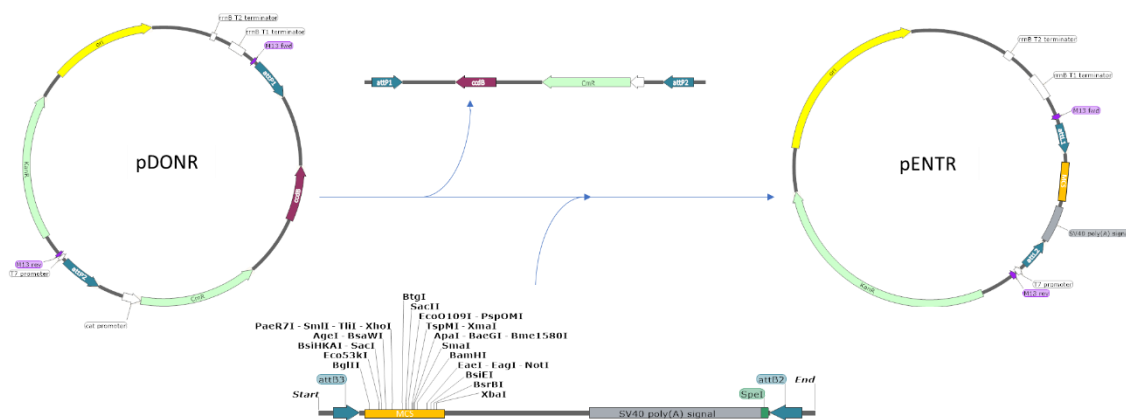 rrnB T2 terminator
rrnB T1 terminator
M13 fwd
attP1
ori
KanR
pDONR
ccdB
M13 rev
T7 promoter
attP2
cat promoter
CmR
attP1
ccdB
CmR
attP2
rrnB T2 terminator
rrnB T1 terminator
M13 fwd
ori
pENTR
MCS
SV40 poly(A) signal
T7 promoter
M13 rev
KanR
BtgI
SacII
EcoO109I - PspOMI
PaeR7I - SmlI - TliI - XhoI
TspMI - XmaI
AgeI - BsaWI
ApaI - BaeGI - Bme1580I
BsiHKAI - SacI
SmaI
Eco53kI
BamHI
BglII
EaeI - EagI - NotI
attB3
BsiEI
attB2
Start
BsrBI
SpeI
End
XbaI
MCS
SV40 poly(A) signal